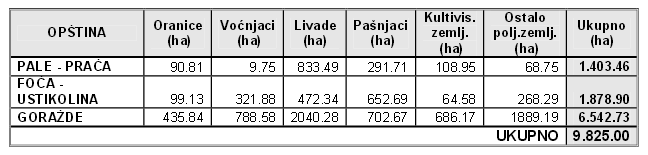 OPŠTINA Oranice (ha) Voćnjaci (ha) Livade (ha) Pašnjaci (ha) Kultivis. zemlj. (ha) Ostalo polj.zemlj. (ha) Ukupno (ha)
PALE - PRAĆA 90.81 9.75 833.49 291.71 108.95 68.75 1.403.46
FOČA - USTIKOLINA 99.13 321.88 472.34 652.69 64.58 268.29 1.878.90
GORAŽDE 435.84 788.58 2040.28 702.67 686.17 1889.19 6.542.73
UKUPNO 9.825.00